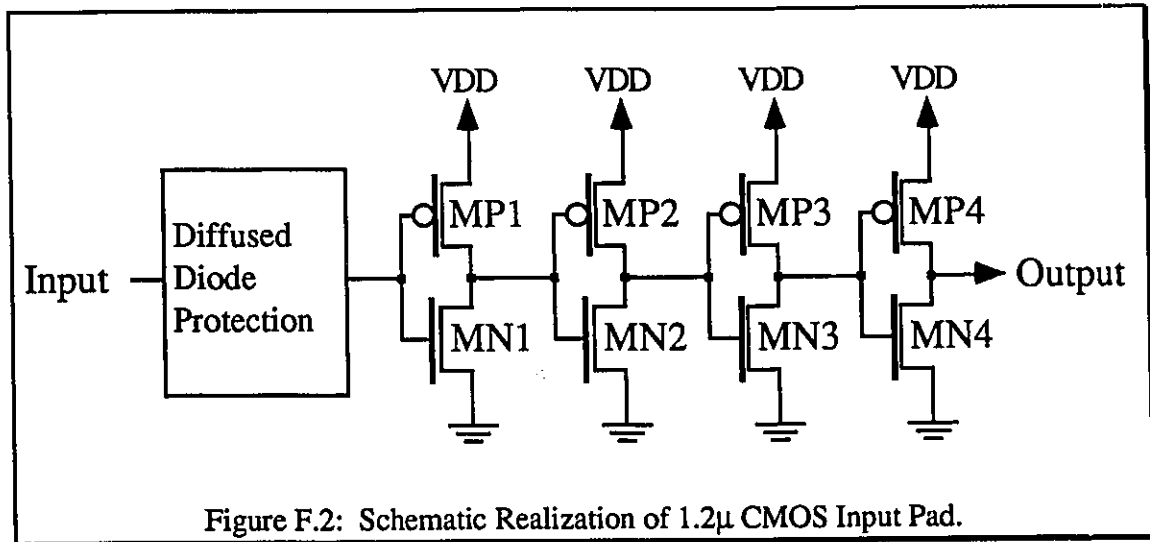 VDD VDD VDD VDD
MP1 MP2 MP3 MP4
Diffused
Diode
Protection
Input
Output
MN1 MN2 MN3 MN4
Figure F.2: Schematic Realization of 1.2μ CMOS Input Pad.